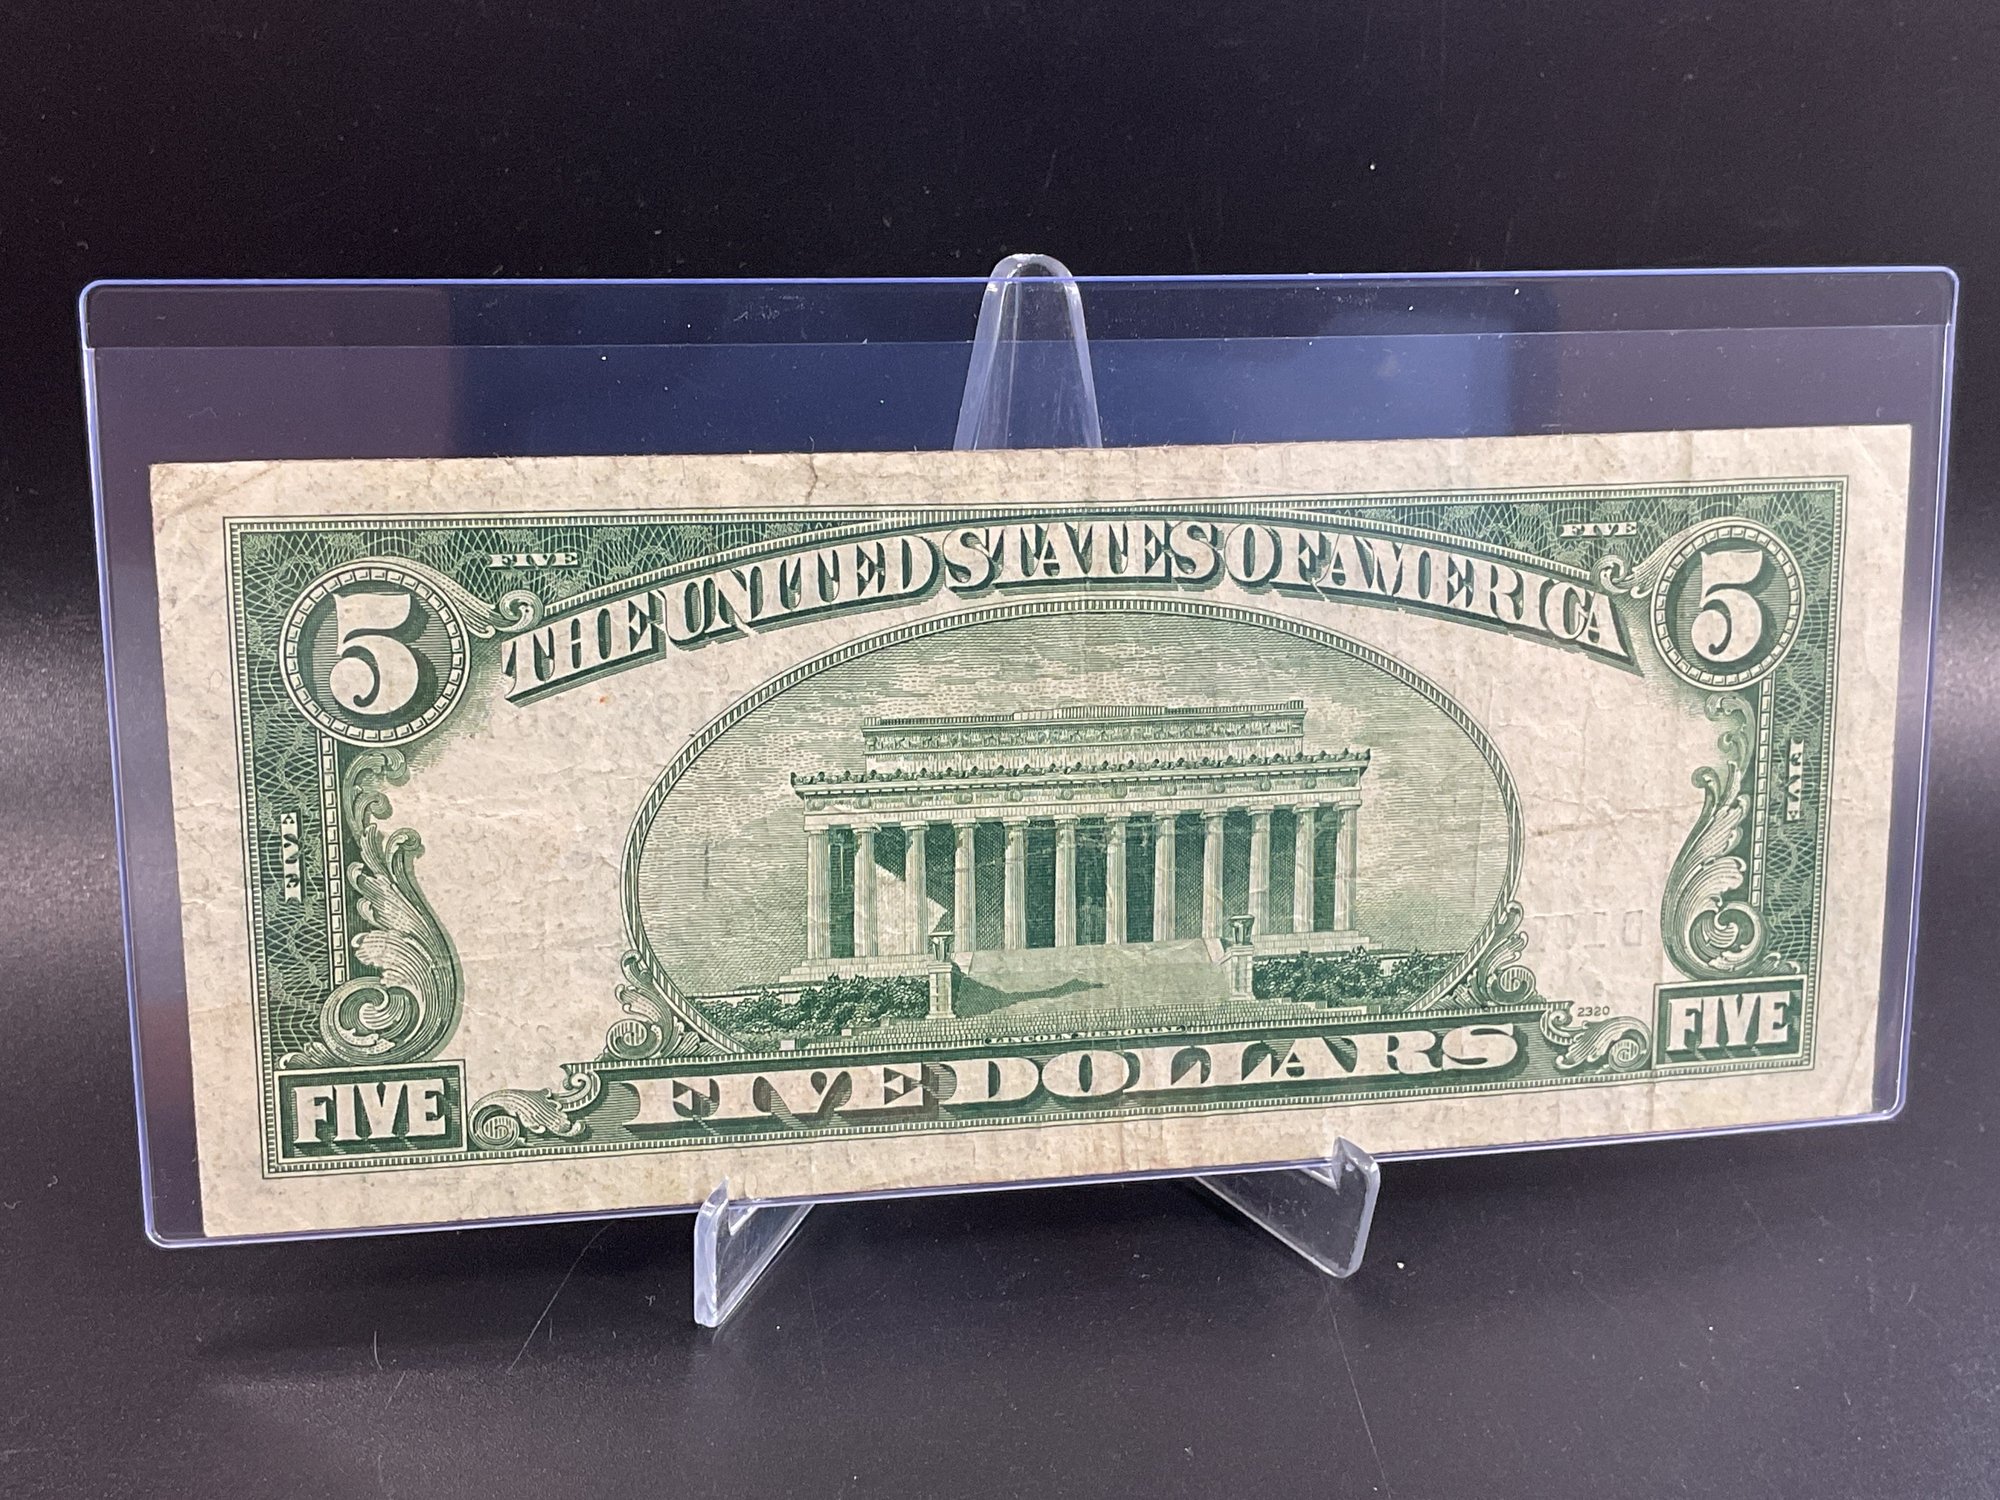 FIVE
FIVE
THE UNITED STATES OF AMERICA
5
5
FIVE
FIVE
LINCOLN MEMORIAL
2320
FIVE
FIVE DOLLARS
FIVE